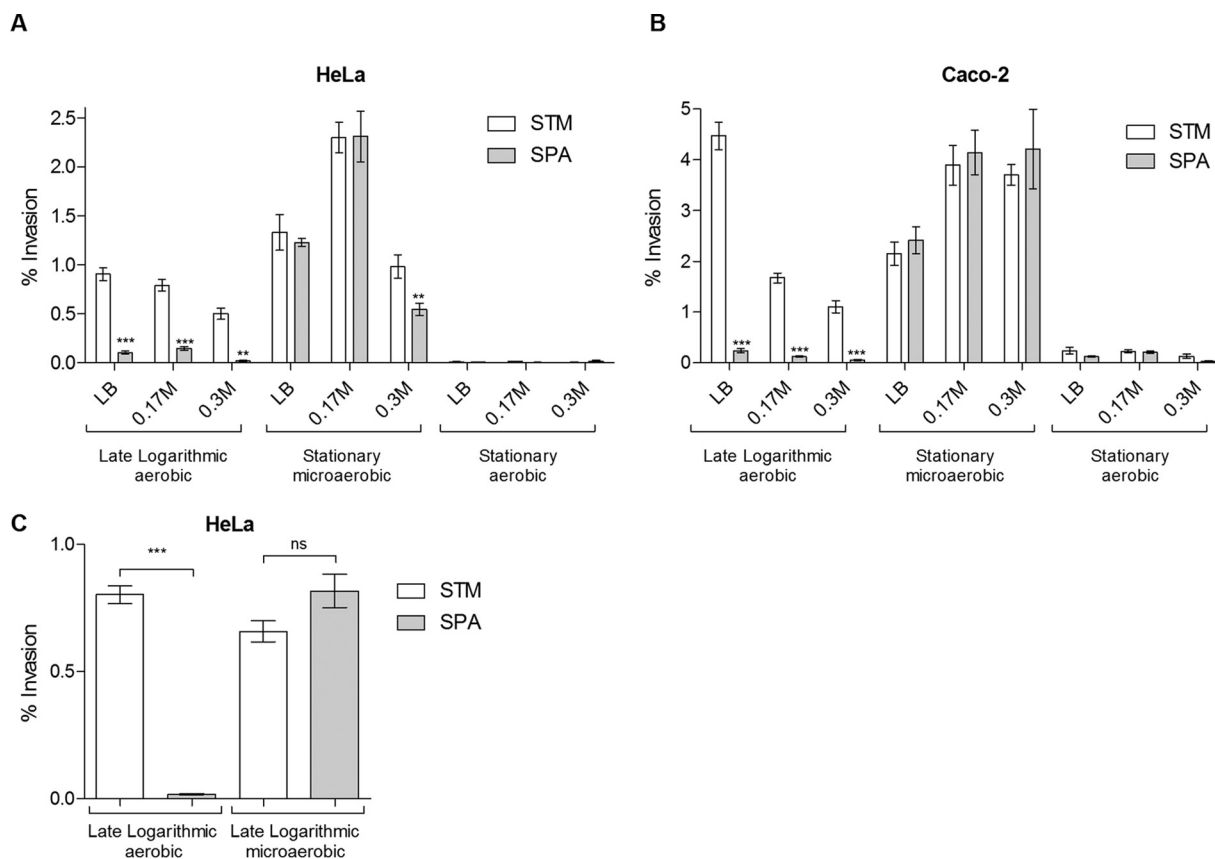 A
HeLa
% Invasion
2.5
2.0
1.5
1.0
0.5
0.0
STM
SPA
***
***
**
**
LB
0.17M
0.3M
LB
0.17M
0.3M
LB
0.17M
0.3M
Late Logarithmic
aerobic
Stationary
microaerobic
Stationary
aerobic
B
Caco-2
% Invasion
5
4
3
2
1
0
STM
SPA
***
***
***
LB
0.17M
0.3M
LB
0.17M
0.3M
LB
0.17M
0.3M
Late Logarithmic
aerobic
Stationary
microaerobic
Stationary
aerobic
C
HeLa
% Invasion
1.0
0.5
0.0
***
ns
STM
SPA
Late Logarithmic
aerobic
Late Logarithmic
microaerobic